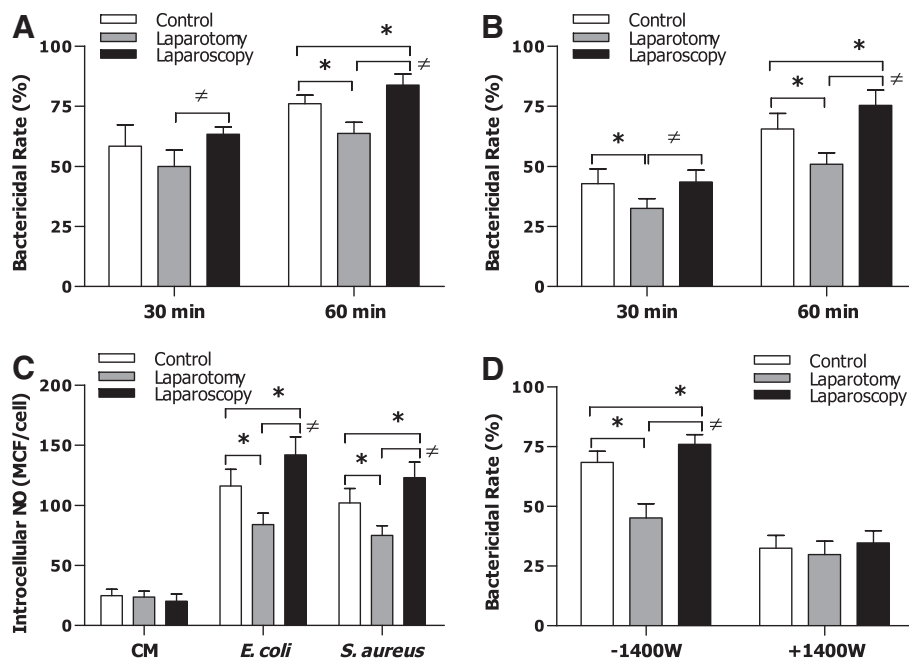 A
Control
Laparotomy
Laparoscopy
Bactericidal Rate (%)
100
75
50
25
0
≠
*
*
≠
30 min
60 min
B
Control
Laparotomy
Laparoscopy
Bactericidal Rate (%)
100
75
50
25
0
*
≠
*
*
≠
30 min
60 min
C
Control
Laparotomy
Laparoscopy
Introcellular NO (MCF/cell)
200
150
100
50
0
*
*
≠
*
*
≠
CM
E. coli
S. aureus
D
Control
Laparotomy
Laparoscopy
Bactericidal Rate (%)
100
75
50
25
0
*
*
≠
-1400W
+1400W